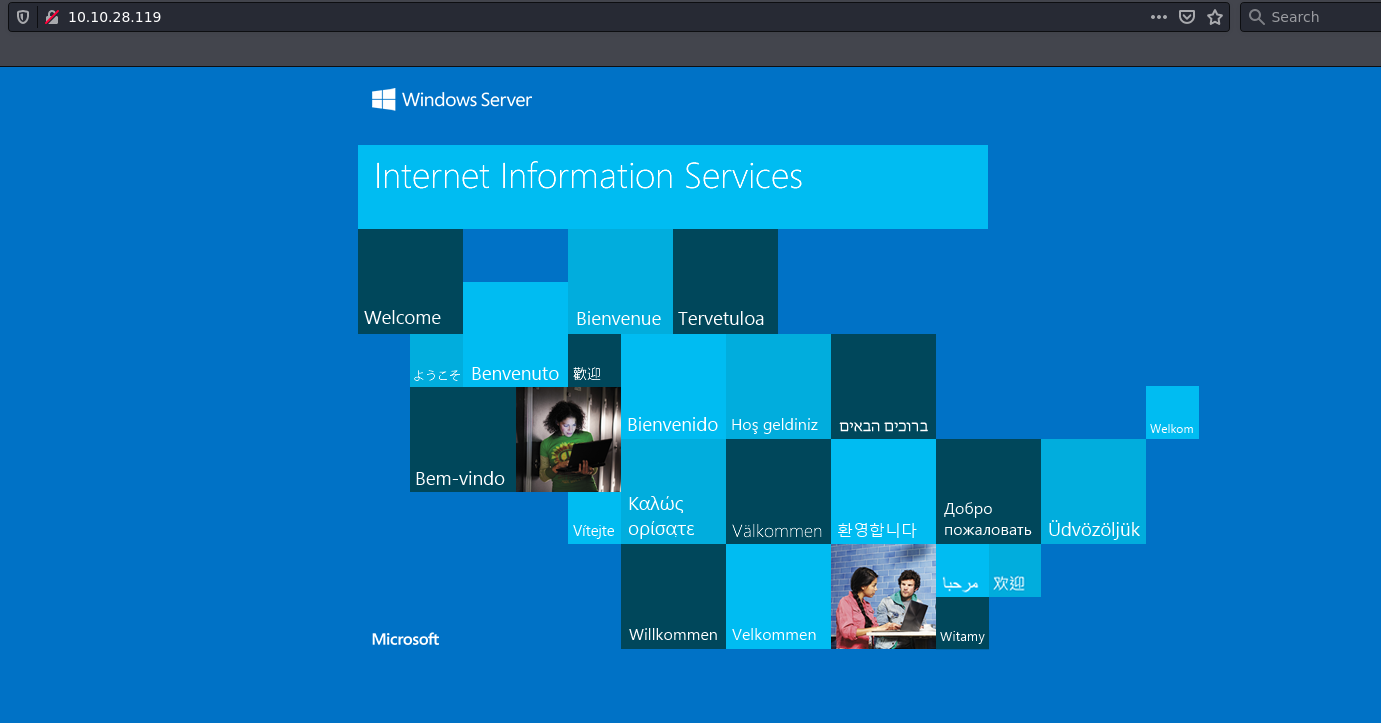 10.10.28.119
Search
Windows Server
Internet Information Services
Welcome
Bienvenue
Tervetuloa
ようこそ
Benvenuto
歡迎
Bienvenido
Hoş geldiniz
ברוכים הבאים
Welkom
Bem-vindo
Vítejte
Καλώς
ορίσατε
Välkommen
환영합니다
Добро
пожаловать
Üdvözöljük
مرحبا
欢迎
Willkommen
Velkommen
Witamy
Microsoft